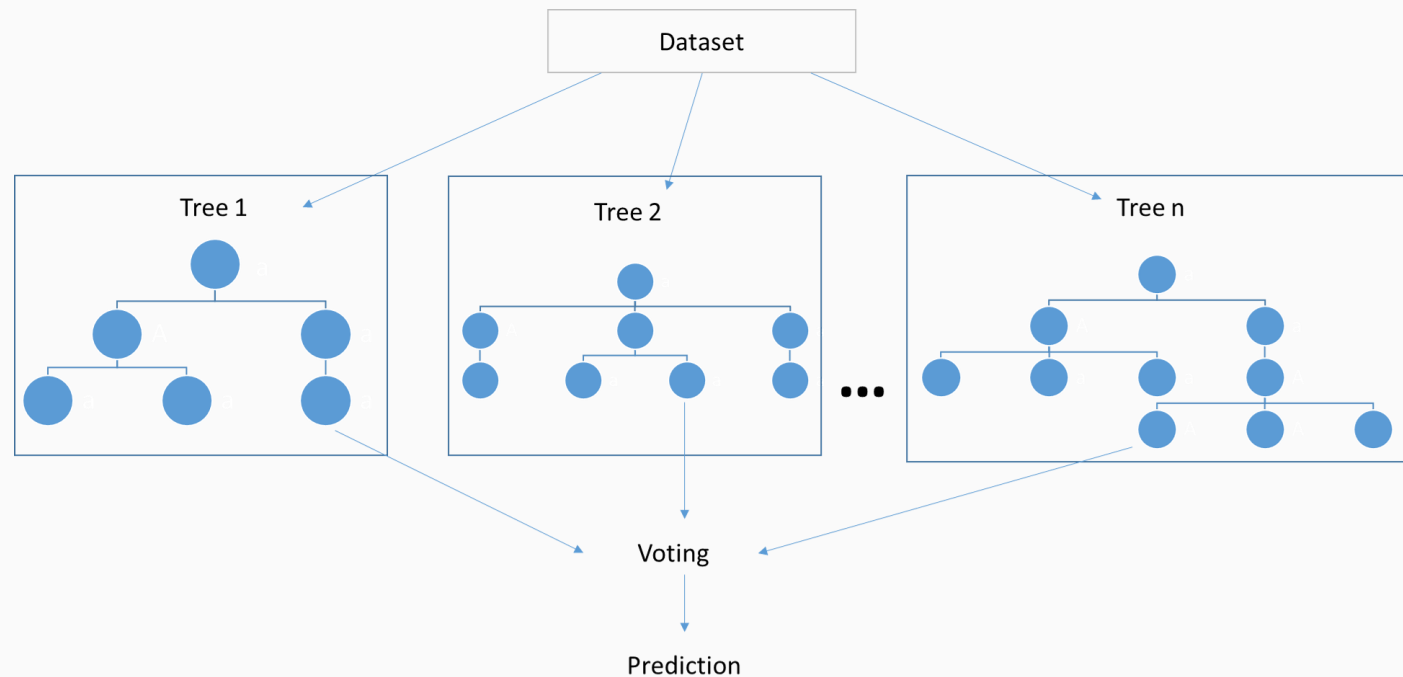 Dataset
Tree 1
Tree 2
Tree n
a
A
a
a
a
a
...
Voting
Prediction